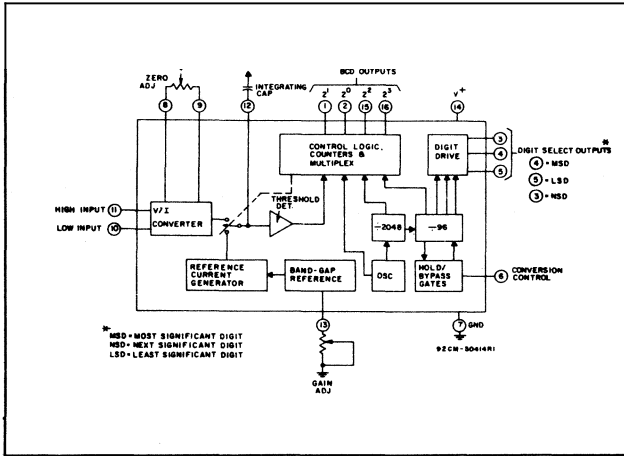 BCD OUTPUTS
ZERO ADJ
INTEGRATING CAP
2¹ 2⁰ 2² 2³
V+
8 9 12 1 2 15 16 14
CONTROL LOGIC, COUNTERS & MULTIPLEX
DIGIT DRIVE
3
4
5
DIGIT SELECT OUTPUTS*
4 = MSD
5 = LSD
3 = NSD
HIGH INPUT 11
LOW INPUT 10
V/I CONVERTER
THRESHOLD DET.
÷2048
÷96
REFERENCE CURRENT GENERATOR
BAND-GAP REFERENCE
OSC
HOLD/ BYPASS GATES
6 CONVERSION CONTROL
13
7 GND
* MSD = MOST SIGNIFICANT DIGIT
NSD = NEXT SIGNIFICANT DIGIT
LSD = LEAST SIGNIFICANT DIGIT
92CM-30414R1
GAIN ADJ